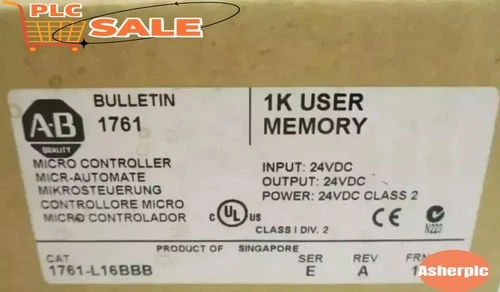 PLC
SALE
A-B
QUALITY
BULLETIN
1761
1K USER
MEMORY
MICRO CONTROLLER
MICR-AUTOMATE
MIKROSTEUERUNG
CONTROLLORE MICRO
MICRO CONTROLADOR
INPUT: 24VDC
OUTPUT: 24VDC
POWER: 24VDC CLASS 2
C UL US
CLASS I DIV. 2
CE
N223
PRODUCT OF SINGAPORE
CAT
1761-L16BBB
SER
E
REV
A
Asherplc